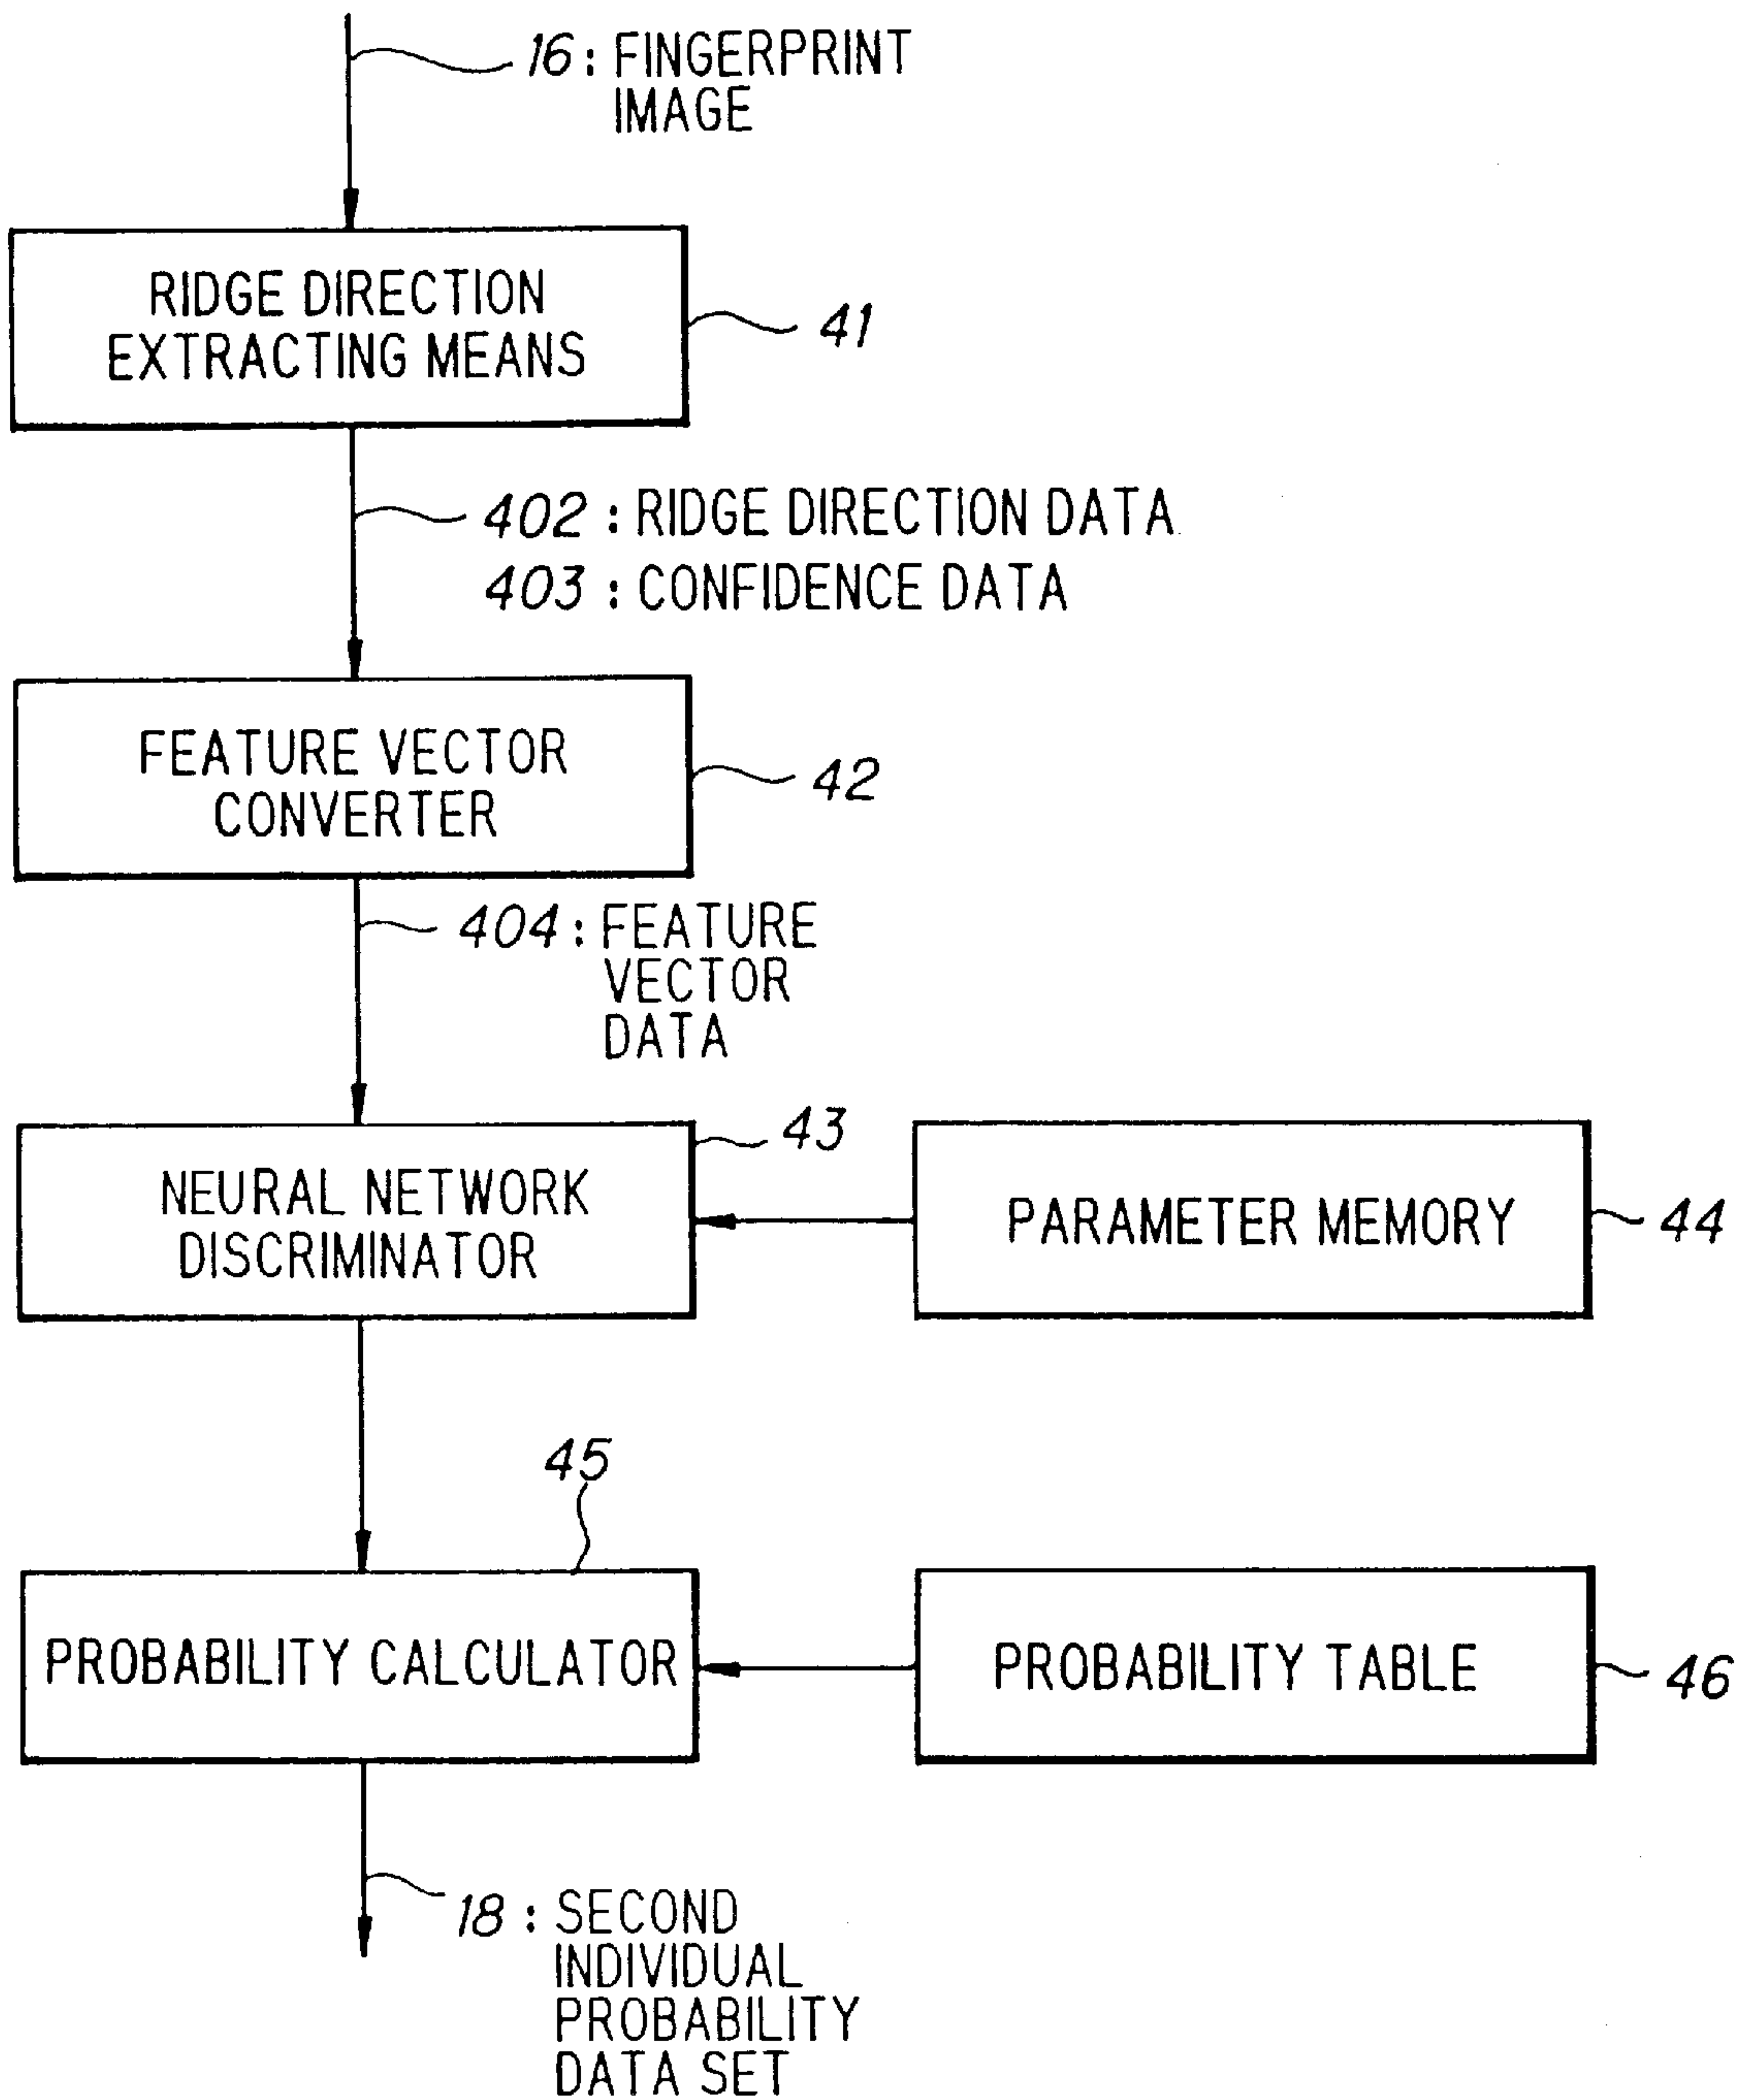 16 : FINGERPRINT
IMAGE
RIDGE DIRECTION
EXTRACTING MEANS
41
402 : RIDGE DIRECTION DATA
403 : CONFIDENCE DATA
FEATURE VECTOR
CONVERTER
42
404 : FEATURE
VECTOR
DATA
43
NEURAL NETWORK
DISCRIMINATOR
PARAMETER MEMORY
44
45
PROBABILITY CALCULATOR
PROBABILITY TABLE
46
18 : SECOND
INDIVIDUAL
PROBABILITY
DATA SET